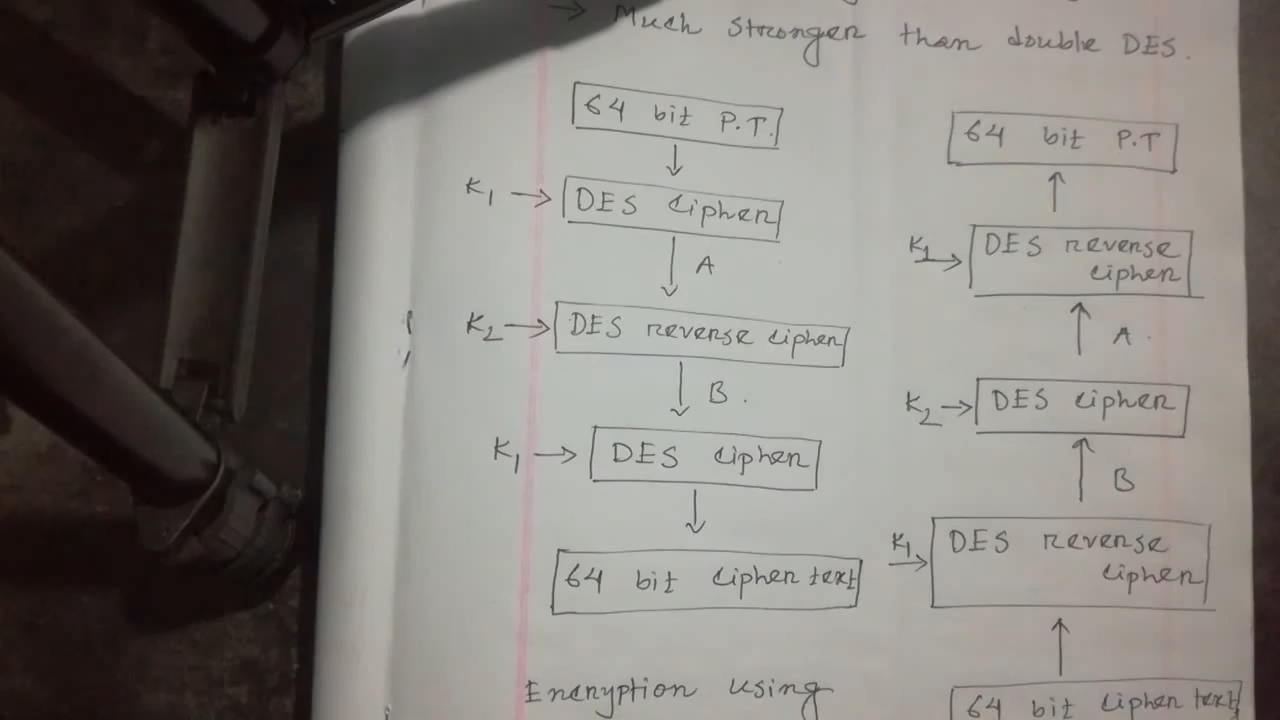 → Much stronger than double DES.
64 bit P.T.
K1 → DES cipher
A
K2 → DES reverse cipher
B.
K1 → DES cipher
64 bit cipher text
Encryption using
64 bit P.T
K1 → DES reverse
cipher
A.
K2 → DES cipher
B
K1 → DES reverse
cipher
64 bit cipher text